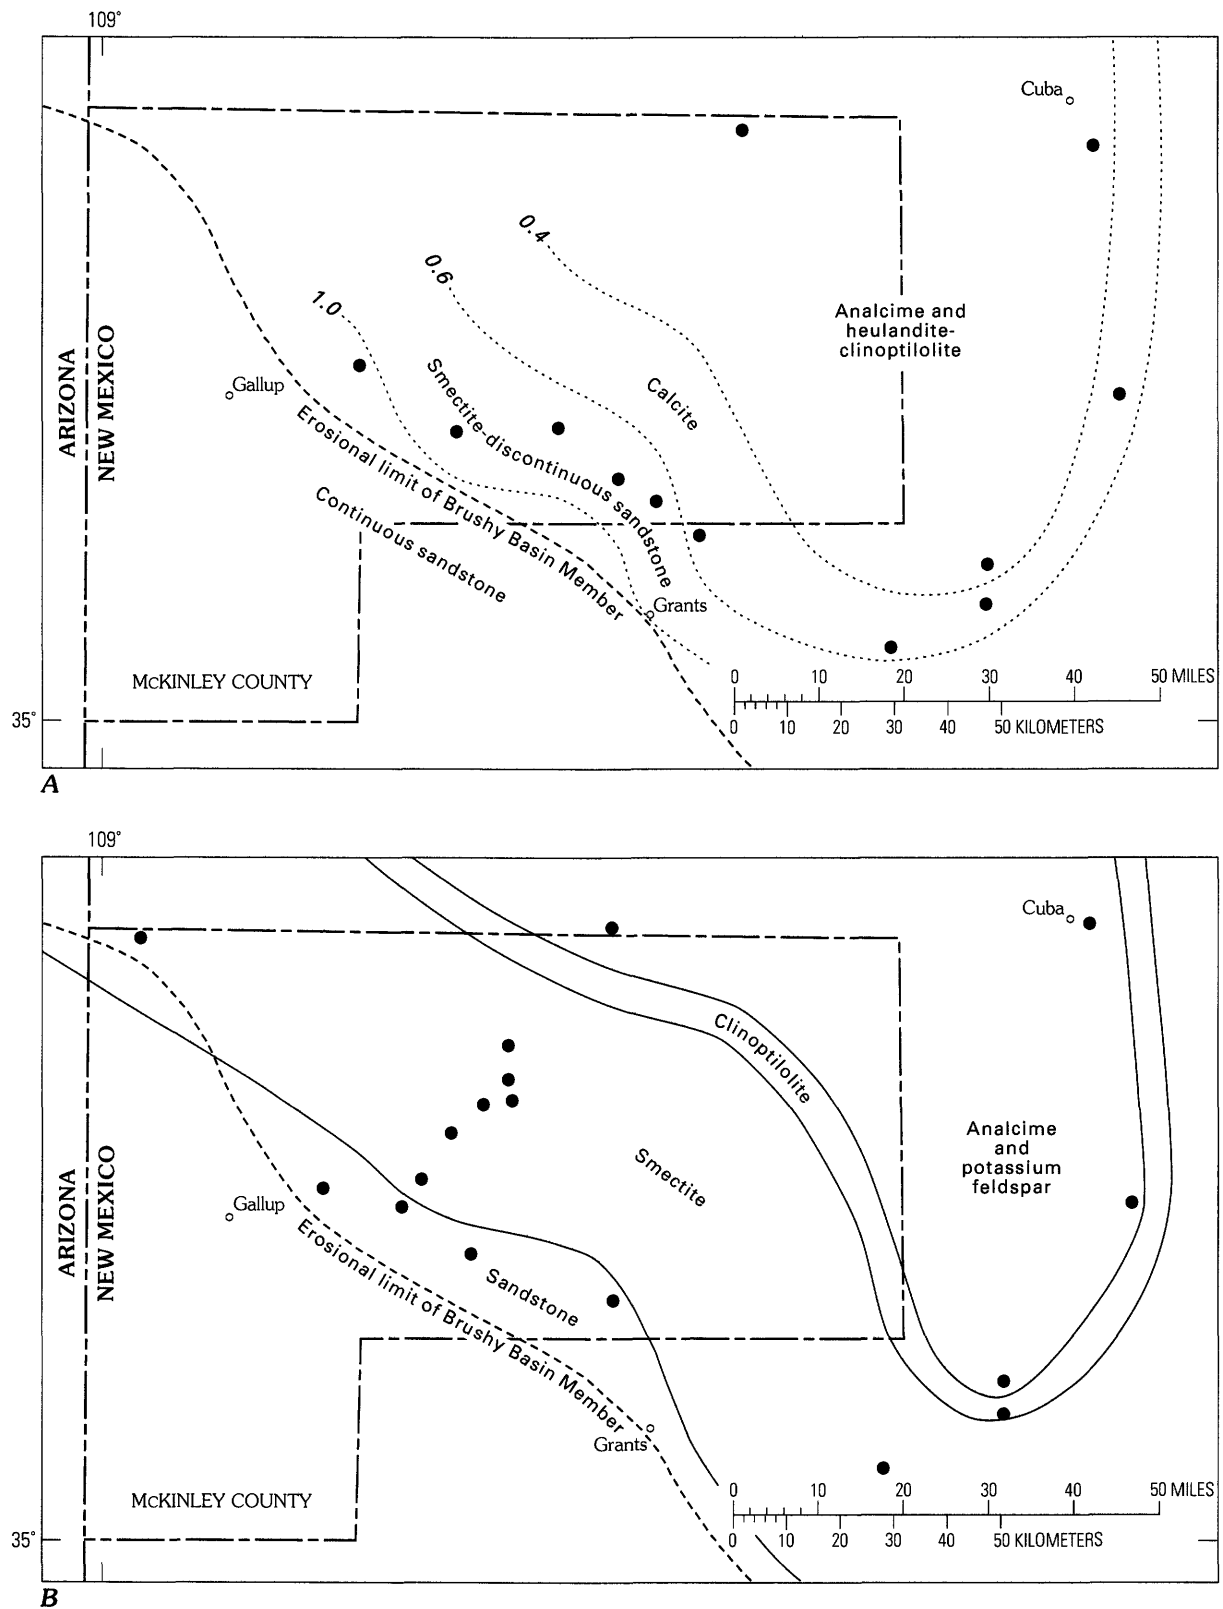 109°
Cuba
0.4
0.6
1.0
Analcime and
heulandite-
clinoptilolite
ARIZONA
NEW MEXICO
Gallup
Calcite
Smectite-discontinuous sandstone
Erosional limit of Brushy Basin Member
Continuous sandstone
Grants
McKINLEY COUNTY
0 10 20 30 40 50 MILES
0 10 20 30 40 50 KILOMETERS
35°
A
109°
Cuba
Clinoptilolite
Analcime
and
potassium
feldspar
Smectite
ARIZONA
NEW MEXICO
Gallup
Sandstone
Erosional limit of Brushy Basin Member
Grants
McKINLEY COUNTY
0 10 20 30 40 50 MILES
0 10 20 30 40 50 KILOMETERS
35°
B